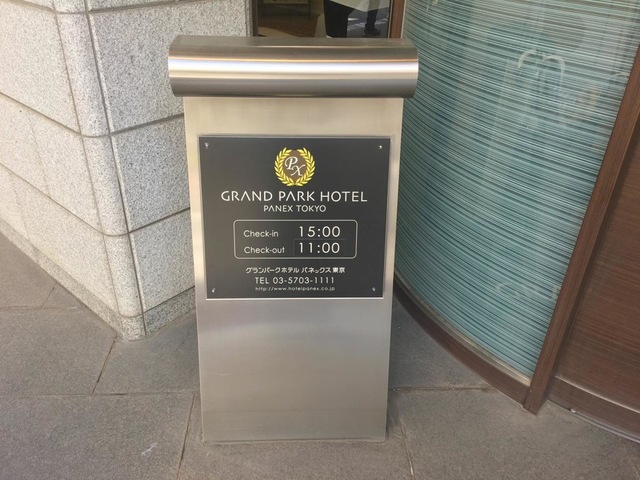 PX
GRAND PARK HOTEL
PANEX TOKYO
Check-in 15:00
Check-out 11:00
グランパークホテル パネックス東京
TEL 03-5703-1111
http://www.hotelpanex.co.jp